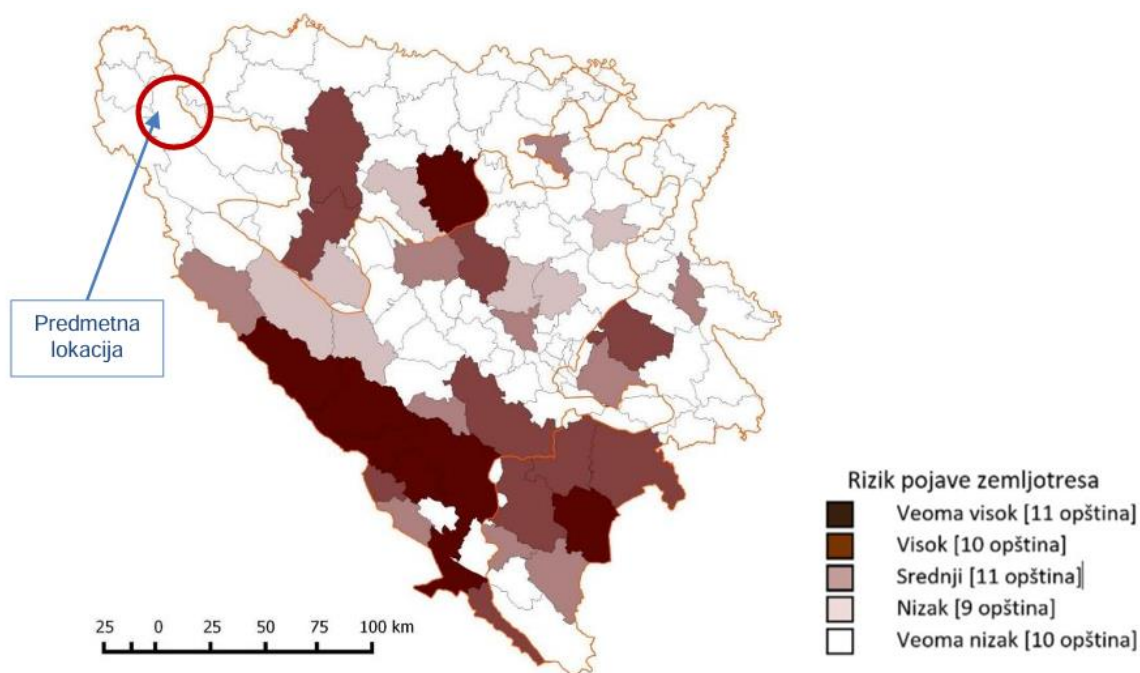 Predmetna
lokacija
Rizik pojave zemljotresa
Veoma visok [11 opština]
Visok [10 opština]
Srednji [11 opština]
Nizak [9 opština]
Veoma nizak [10 opština]
25 0 25 50 75 100 km